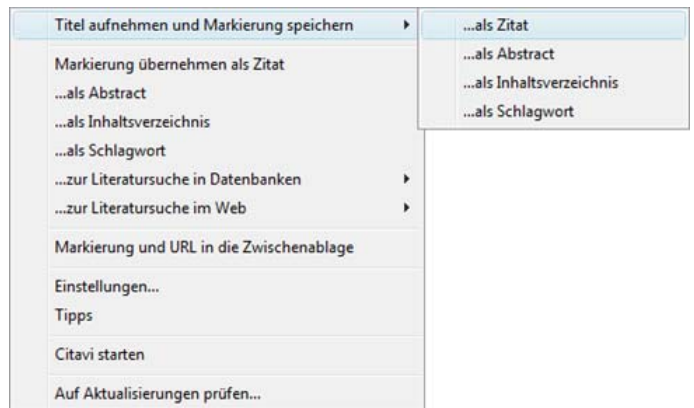 Titel aufnehmen und Markierung speichern
Markierung übernehmen als Zitat
...als Abstract
...als Inhaltsverzeichnis
...als Schlagwort
...zur Literatursuche in Datenbanken
...zur Literatursuche im Web
Markierung und URL in die Zwischenablage
Einstellungen...
Tipps
Citavi starten
Auf Aktualisierungen prüfen...
...als Zitat
...als Abstract
...als Inhaltsverzeichnis
...als Schlagwort